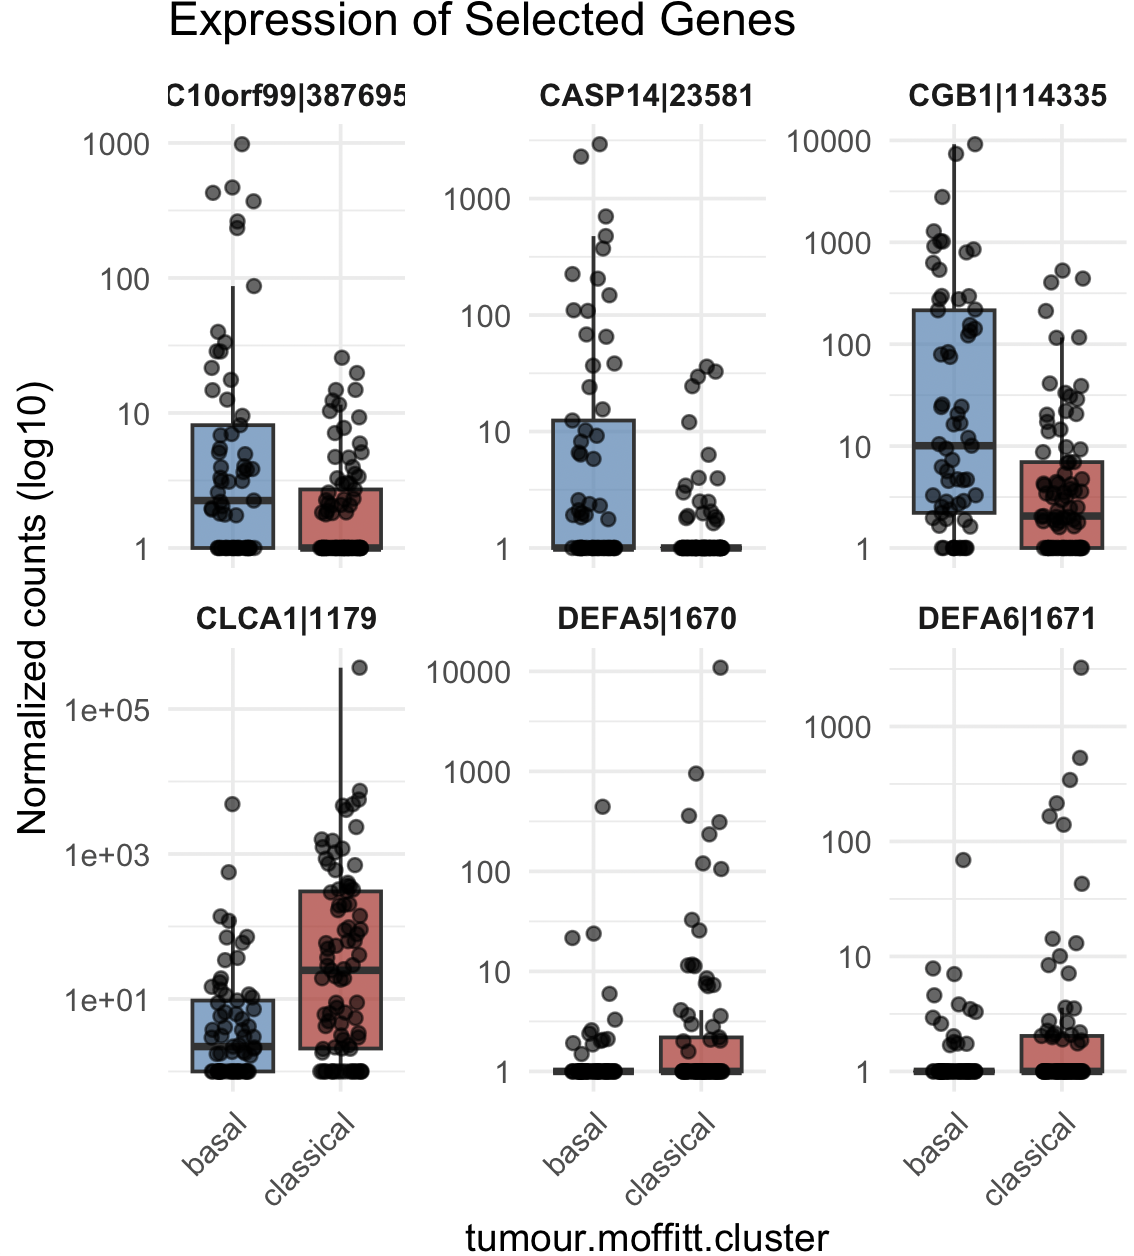 Expression of Selected Genes
C10orf99|387695
CASP14|23581
CGB1|114335
1000
100
10
1
1000
100
10
1
10000
1000
100
10
1
Normalized counts (log10)
CLCA1|1179
DEFA5|1670
DEFA6|1671
1e+05
1e+03
1e+01
10000
1000
100
10
1
1000
100
10
1
basal
classical
basal
classical
basal
classical
tumour.moffitt.cluster